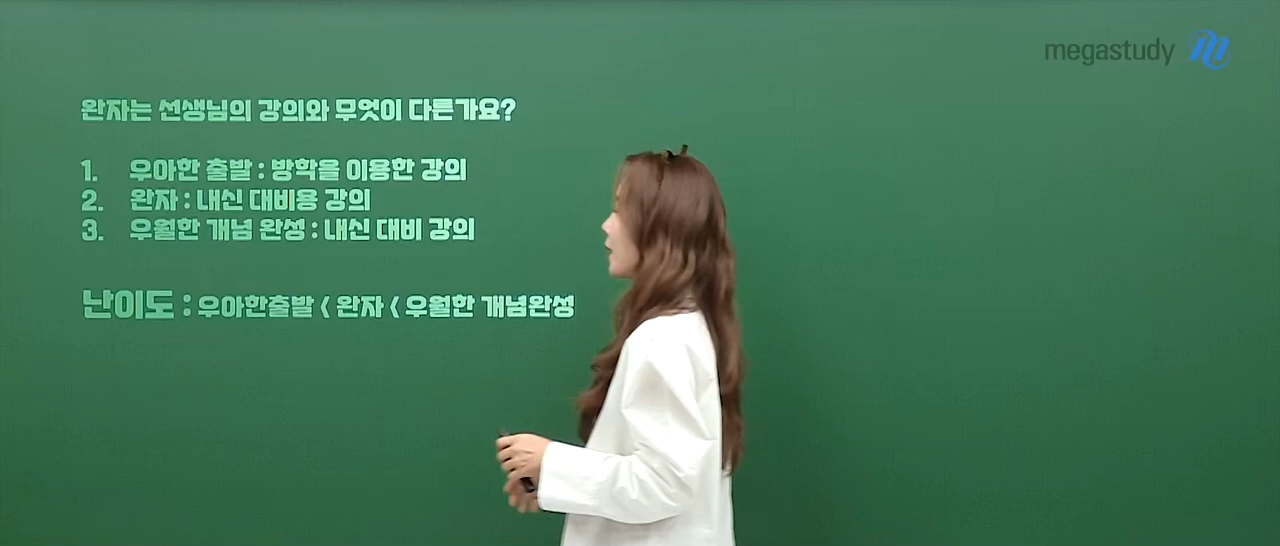 megastudy
완자는 선생님의 강의와 무엇이 다른가요?
1. 우아한 출발 : 방학을 이용한 강의
2. 완자 : 내신 대비용 강의
3. 우월한 개념 완성 : 내신 대비 강의
난이도 : 우아한출발 < 완자 < 우월한 개념완성